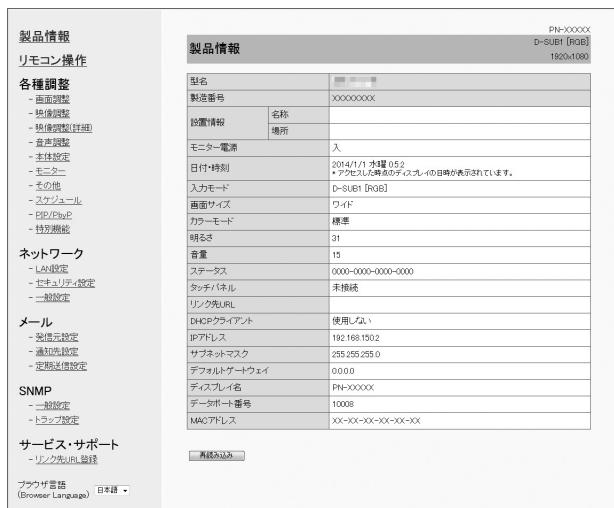 製品情報
リモコン操作
各種調整
- 画面調整
- 映像調整
- 映像調整(詳細)
- 音声調整
- 本体設定
- モニター
- その他
- スケジュール
- PIP/PbyP
- 特別機能
ネットワーク
- LAN設定
- セキュリティ設定
- 一般設定
メール
- 発信元設定
- 通知先設定
- 定期送信設定
SNMP
- 一般設定
- トラップ設定
サービス・サポート
- リンク先URL登録
ブラウザ言語
(Browser Language) 日本語
PN-XXXXX
製品情報 D-SUB1 [RGB]
1920x1080
型名
製造番号 XXXXXXXX
設置情報 名称
場所
モニター電源 入
日付・時刻 2014/1/1 水曜 0:5:2
* アクセスした時点のディスプレイの日時が表示されています。
入力モード D-SUB1 [RGB]
画面サイズ ワイド
カラーモード 標準
明るさ 31
音量 15
ステータス 0000-0000-0000-0000
タッチパネル 未接続
リンク先URL
DHCPクライアント 使用しない
IPアドレス 192.168.150.2
サブネットマスク 255.255.255.0
デフォルトゲートウェイ 0.0.0.0
ディスプレイ名 PN-XXXXX
データポート番号 10008
MACアドレス XX-XX-XX-XX-XX-XX
再読み込み